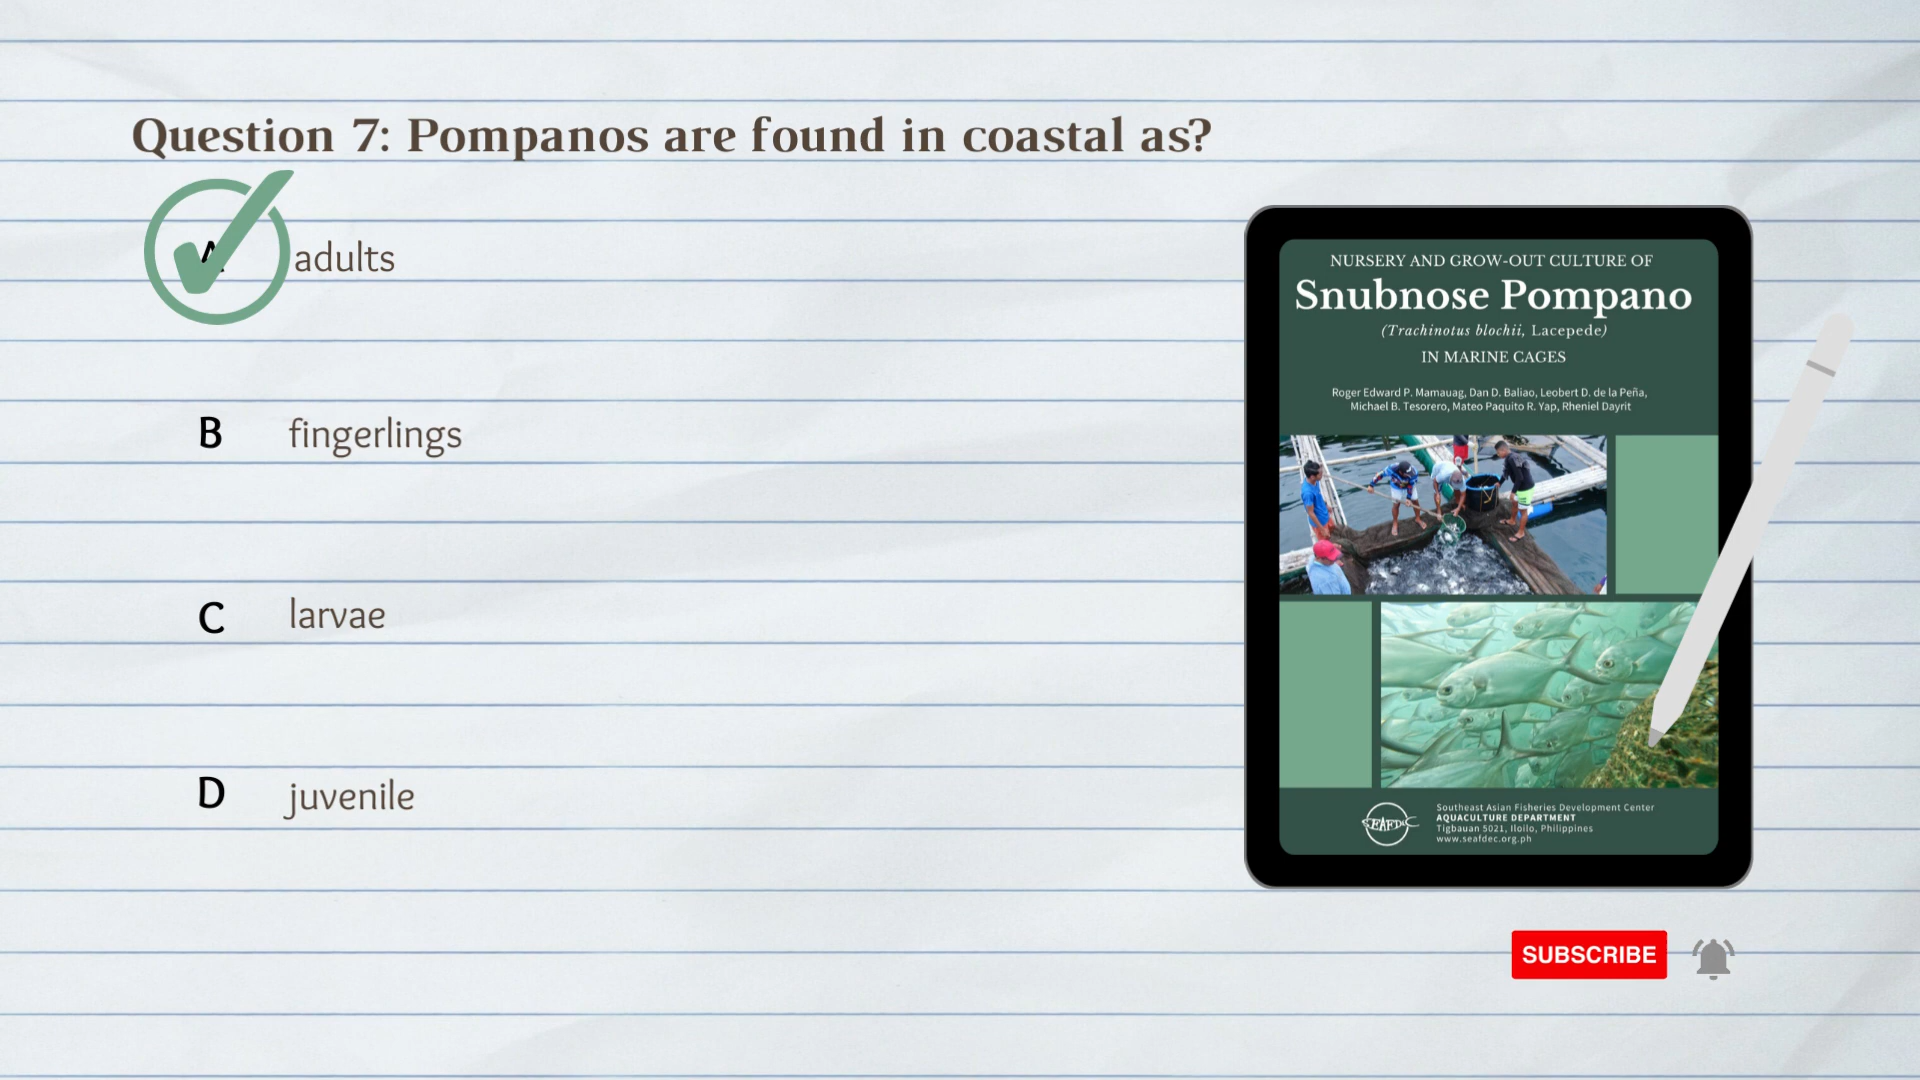 Question 7: Pompanos are found in coastal as?
A adults
B fingerlings
C larvae
D juvenile
NURSERY AND GROW-OUT CULTURE OF
Snubnose Pompano
(Trachinotus blochii, Lacepede)
IN MARINE CAGES
Roger Edward P. Mamauag, Dan D. Baliao, Leobert D. de la Peña,
Michael B. Tesorero, Mateo Paquito R. Yap, Rheniel Dayrit
SEAFDEC
Southeast Asian Fisheries Development Center
AQUACULTURE DEPARTMENT
Tigbauan 5021, Iloilo, Philippines
www.seafdec.org.ph
SUBSCRIBE